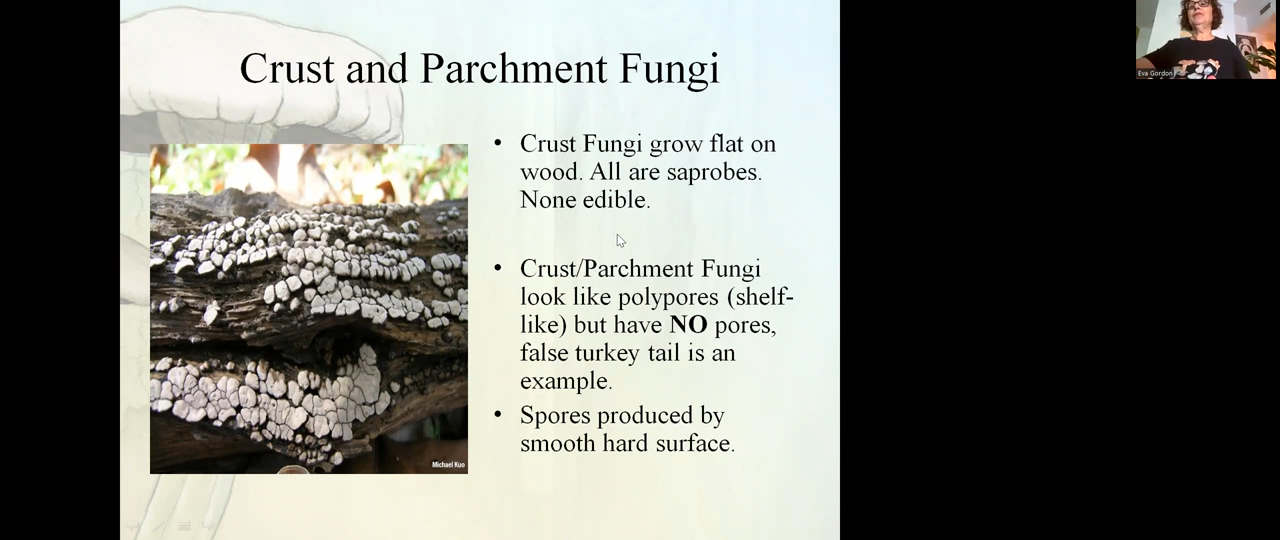 Crust and Parchment Fungi
• Crust Fungi grow flat on
wood. All are saprobes.
None edible.
• Crust/Parchment Fungi
look like polypores (shelf-
like) but have NO pores,
false turkey tail is an
example.
• Spores produced by
smooth hard surface.
Michael Kuo
Eva Gordon